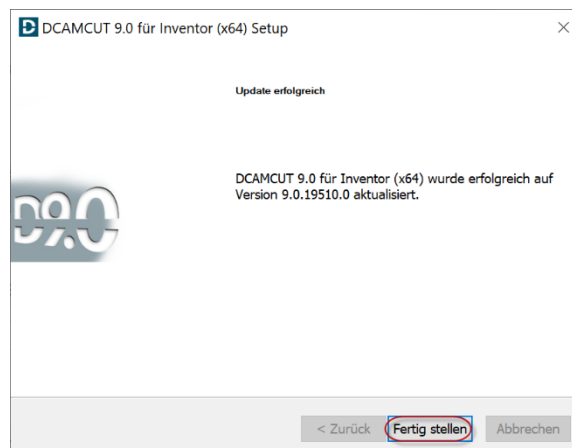 DCAMCUT 9.0 für Inventor (x64) Setup
Update erfolgreich
DCAMCUT 9.0 für Inventor (x64) wurde erfolgreich auf
Version 9.0.19510.0 aktualisiert.
D9.0
< Zurück Fertig stellen Abbrechen